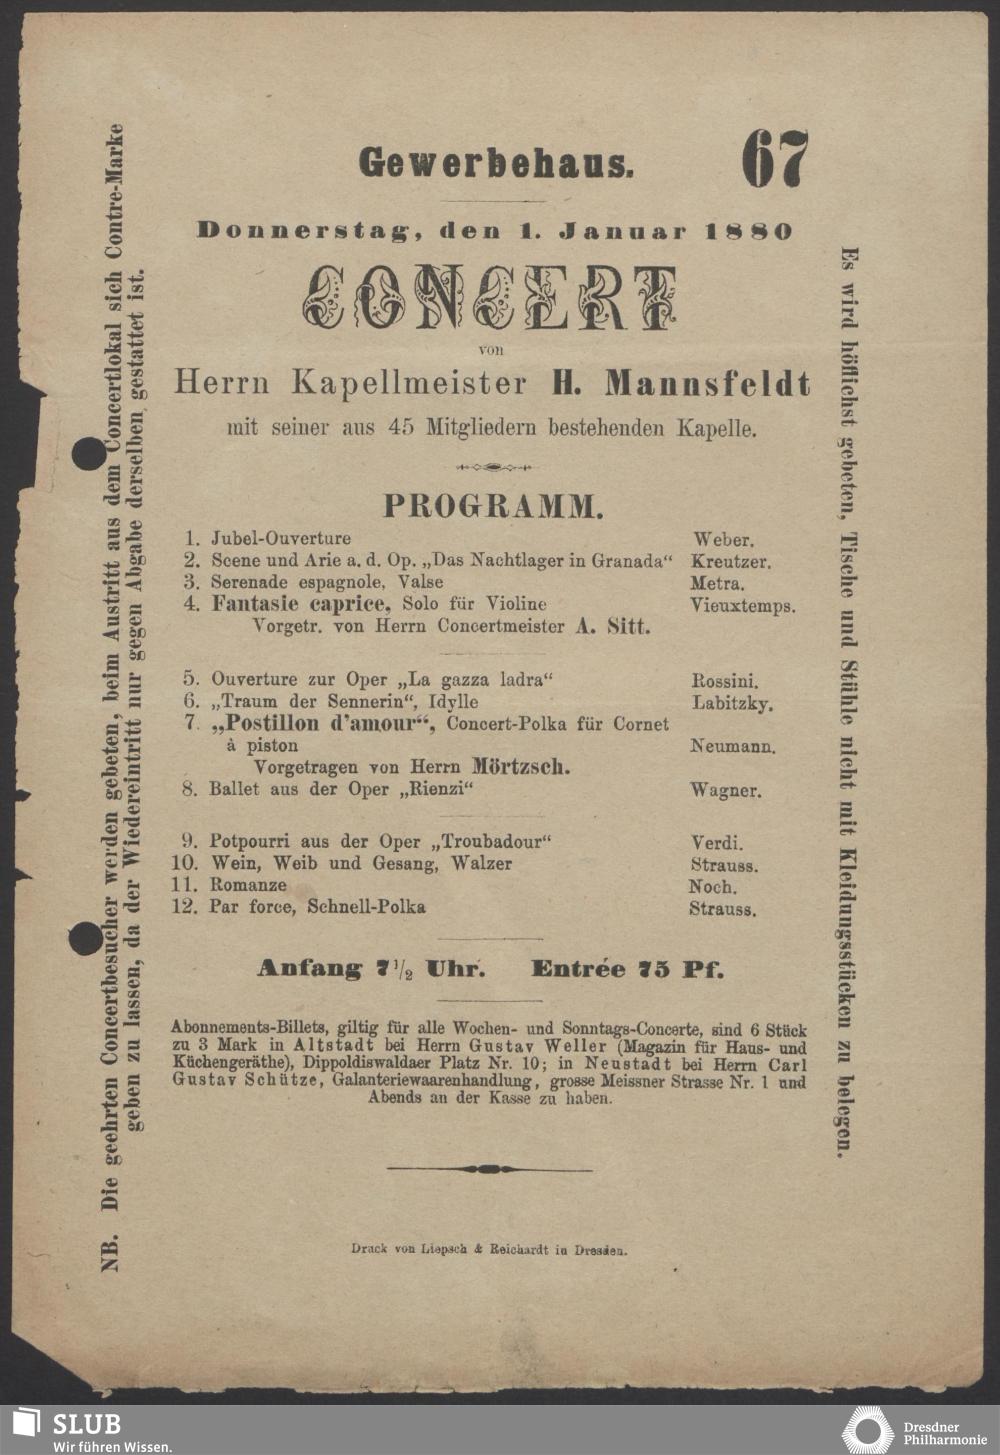 Gewerbehaus.
67
Donnerstag, den 1. Januar 1880
CONCERT
von
Herrn Kapellmeister H. Mannsfeldt
mit seiner aus 45 Mitgliedern bestehenden Kapelle.
PROGRAMM.
1. Jubel-Ouverture Weber.
2. Scene und Arie a. d. Op. „Das Nachtlager in Granada“ Kreutzer.
3. Serenade espagnole, Valse Metra.
4. Fantasie caprice, Solo für Violine Vieuxtemps.
Vorgetr. von Herrn Concertmeister A. Sitt.
5. Ouverture zur Oper „La gazza ladra“ Rossini.
6. „Traum der Sennerin“, Idylle Labitzky.
7. „Postillon d'amour“, Concert-Polka für Cornet
à piston Neumann.
Vorgetragen von Herrn Mörtzsch.
8. Ballet aus der Oper „Rienzi“ Wagner.
9. Potpourri aus der Oper „Troubadour“ Verdi.
10. Wein, Weib und Gesang, Walzer Strauss.
11. Romanze Noch.
12. Par force, Schnell-Polka Strauss.
Anfang 7 1/2 Uhr. Entrée 75 Pf.
Abonnements-Billets, giltig für alle Wochen- und Sonntags-Concerte, sind 6 Stück
zu 3 Mark in Altstadt bei Herrn Gustav Weller (Magazin für Haus- und
Küchengeräthe), Dippoldiswaldaer Platz Nr. 10; in Neustadt bei Herrn Carl
Gustav Schütze, Galanteriewaarenhandlung, grosse Meissner Strasse Nr. 1 und
Abends an der Kasse zu haben.
Druck von Liepsch & Reichardt in Dresden.
NB. Die geehrten Concertbesucher werden gebeten, beim Austritt aus dem Concertlokal sich Contre-Marke
geben zu lassen, da der Wiedereintritt nur gegen Abgabe derselben gestattet ist.
Es wird höflichst gebeten, Tische und Stühle nicht mit Kleidungsstücken zu belegen.
SLUB
Wir führen Wissen.
Dresdner
Philharmonie